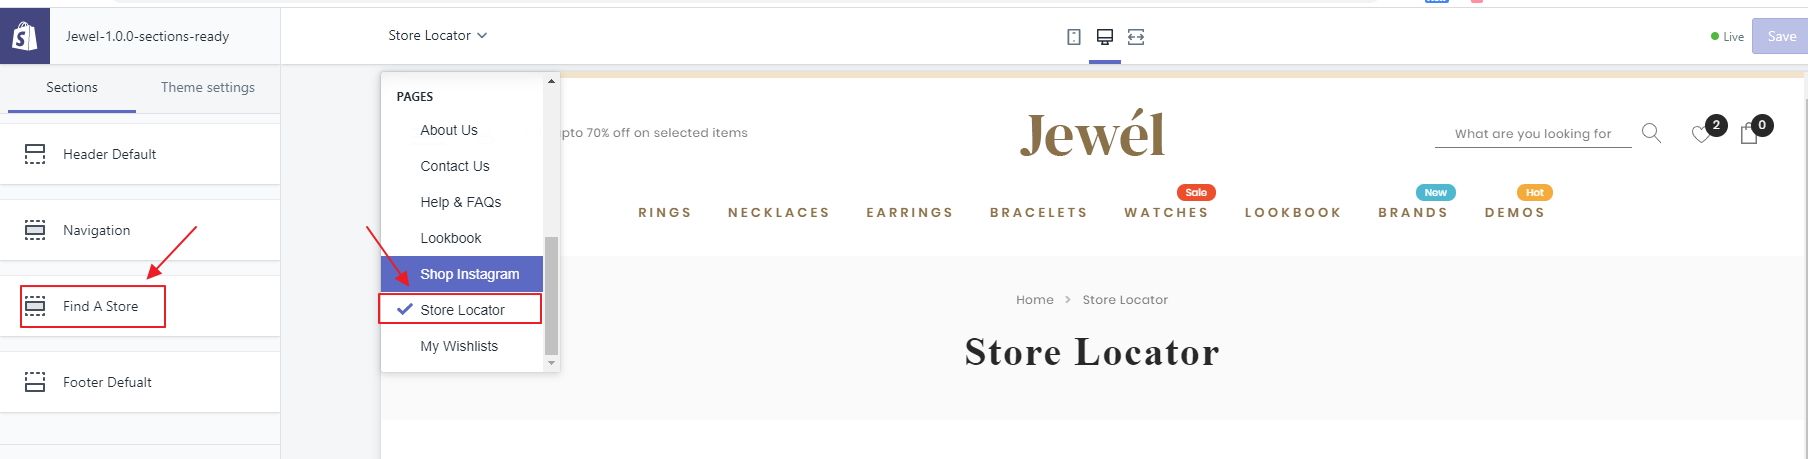 Jewel-1.0.0-sections-ready
Store Locator
Live
Save
Sections
Theme settings
Header Default
Navigation
Find A Store
Footer Defualt
PAGES
About Us
Contact Us
Help & FAQs
Lookbook
Shop Instagram
Store Locator
My Wishlists
upto 70% off on selected items
Jewél
What are you looking for
2
0
Sale
New
Hot
RINGS NECKLACES EARRINGS BRACELETS WATCHES LOOKBOOK BRANDS DEMOS
Home > Store Locator
Store Locator